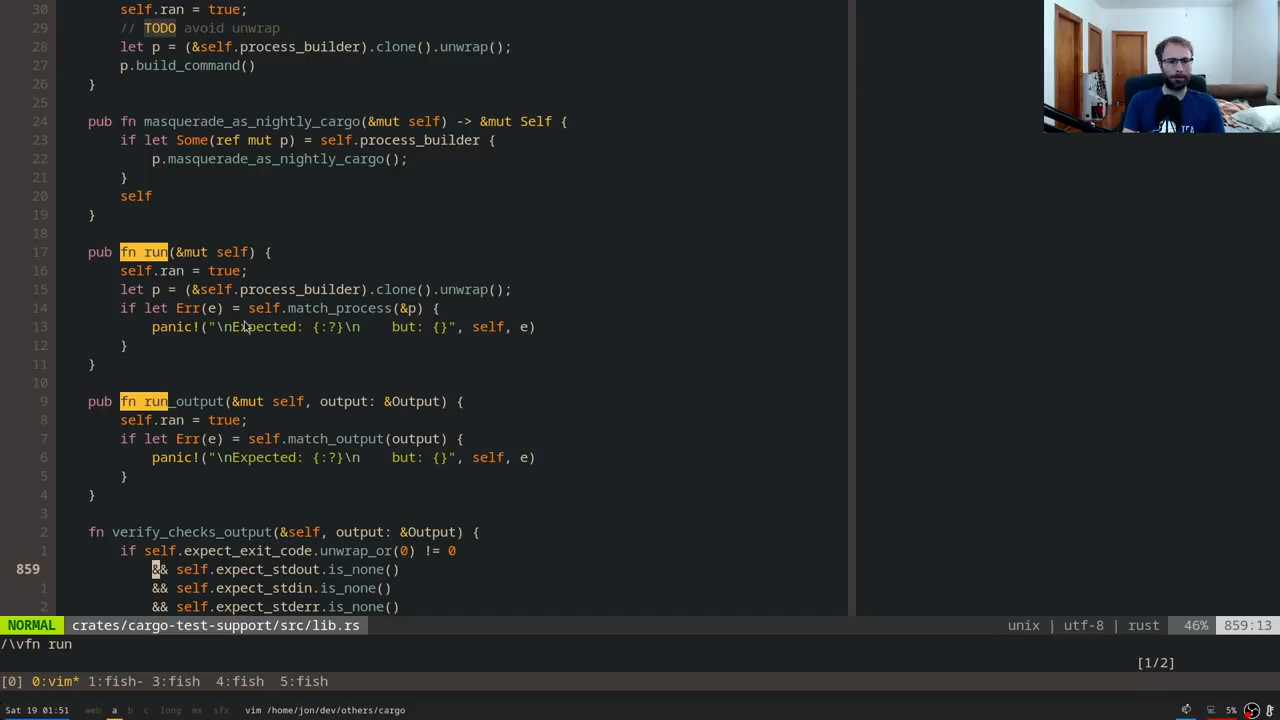 30 self.ran = true;
29 // TODO avoid unwrap
28 let p = (&self.process_builder).clone().unwrap();
27 p.build_command()
26 }
25
24 pub fn masquerade_as_nightly_cargo(&mut self) -> &mut Self {
23 if let Some(ref mut p) = self.process_builder {
22 p.masquerade_as_nightly_cargo();
21 }
20 self
19 }
18
17 pub fn run(&mut self) {
16 self.ran = true;
15 let p = (&self.process_builder).clone().unwrap();
14 if let Err(e) = self.match_process(&p) {
13 panic!("\nExpected: {:?}\n    but: {}", self, e)
12 }
11 }
10
9 pub fn run_output(&mut self, output: &Output) {
8 self.ran = true;
7 if let Err(e) = self.match_output(output) {
6 panic!("\nExpected: {:?}\n    but: {}", self, e)
5 }
4 }
3
2 fn verify_checks_output(&self, output: &Output) {
1 if self.expect_exit_code.unwrap_or(0) != 0
859 && self.expect_stdout.is_none()
1 && self.expect_stdin.is_none()
2 && self.expect_stderr.is_none()
NORMAL crates/cargo-test-support/src/lib.rs unix | utf-8 | rust 46% 859:13
/\vfn run
[1/2]
[0] 0:vim* 1:fish- 3:fish 4:fish 5:fish
Sat 19 01:51 web a b c long mx sfx vim /home/jon/dev/others/cargo 5%